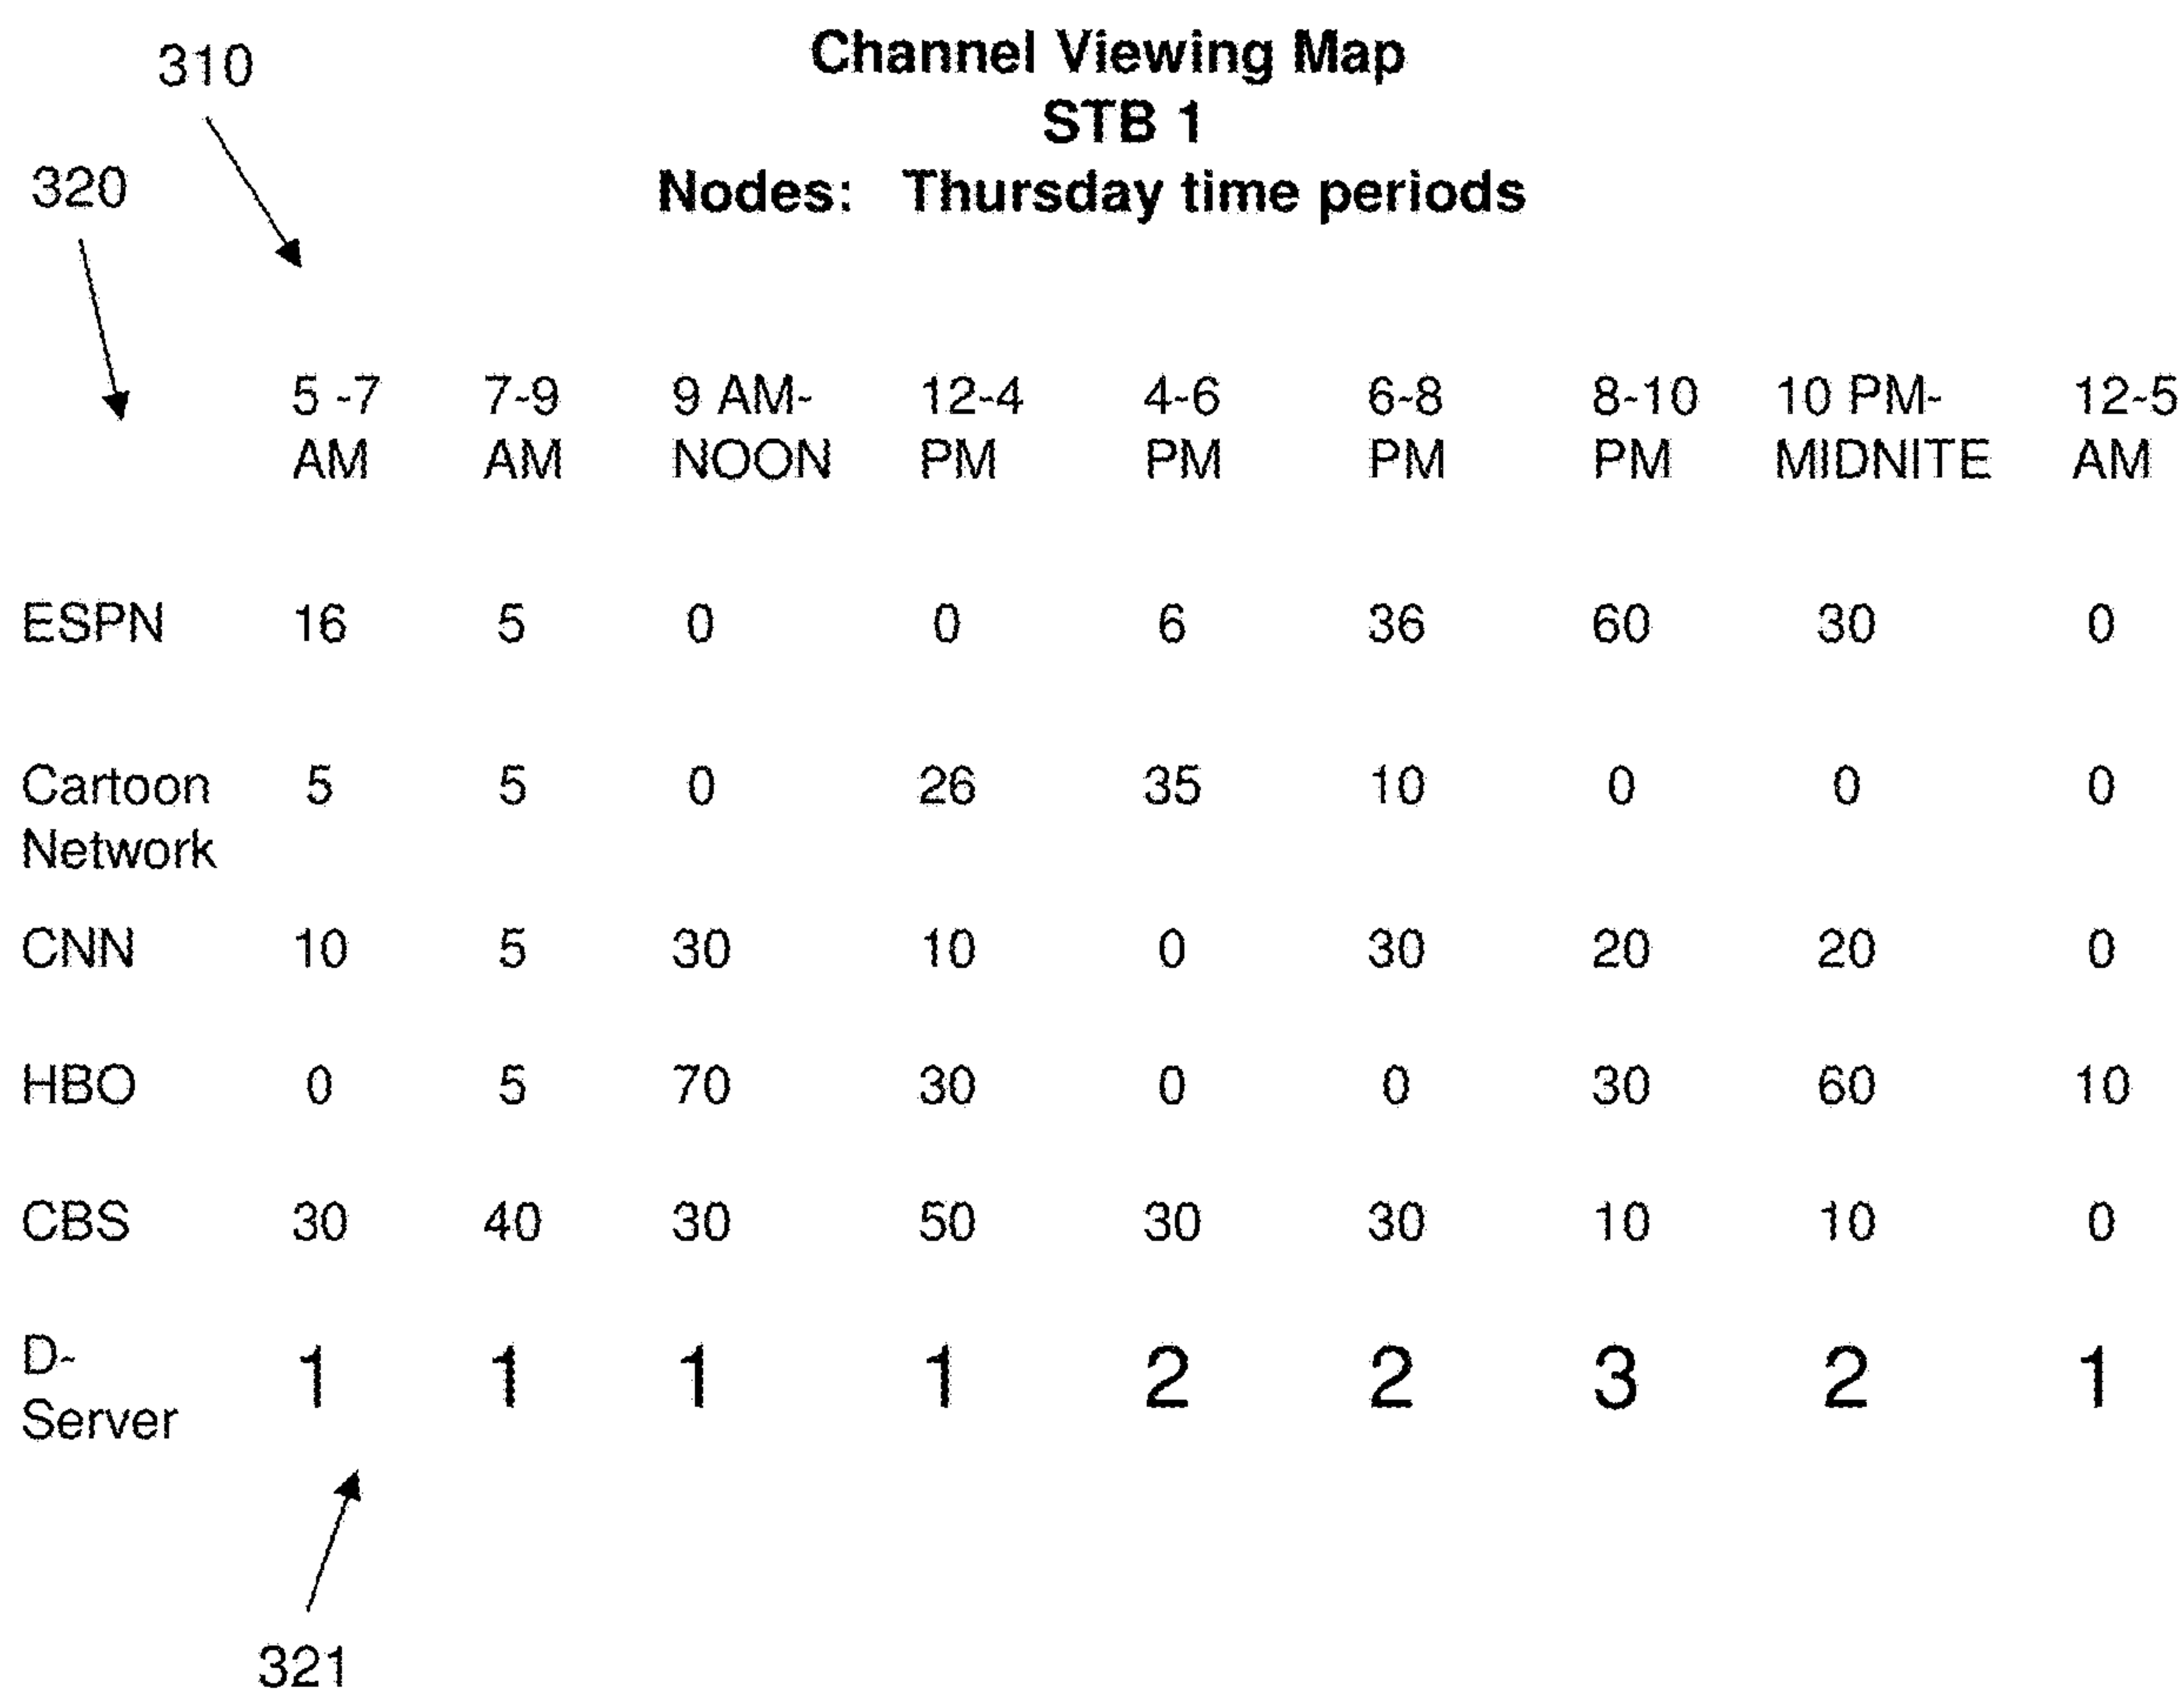 310
Channel Viewing Map
STB 1
320
Nodes: Thursday time periods
5 -7 7-9 9 AM- 12-4 4-6 6-8 8-10 10 PM- 12-5
AM AM NOON PM PM PM PM MIDNITE AM
ESPN 16 5 0 0 6 36 60 30 0
Cartoon 5 5 0 26 35 10 0 0 0
Network
CNN 10 5 30 10 0 30 20 20 0
HBO 0 5 70 30 0 0 30 60 10
CBS 30 40 30 50 30 30 10 10 0
D- 1 1 1 1 2 2 3 2 1
Server
321